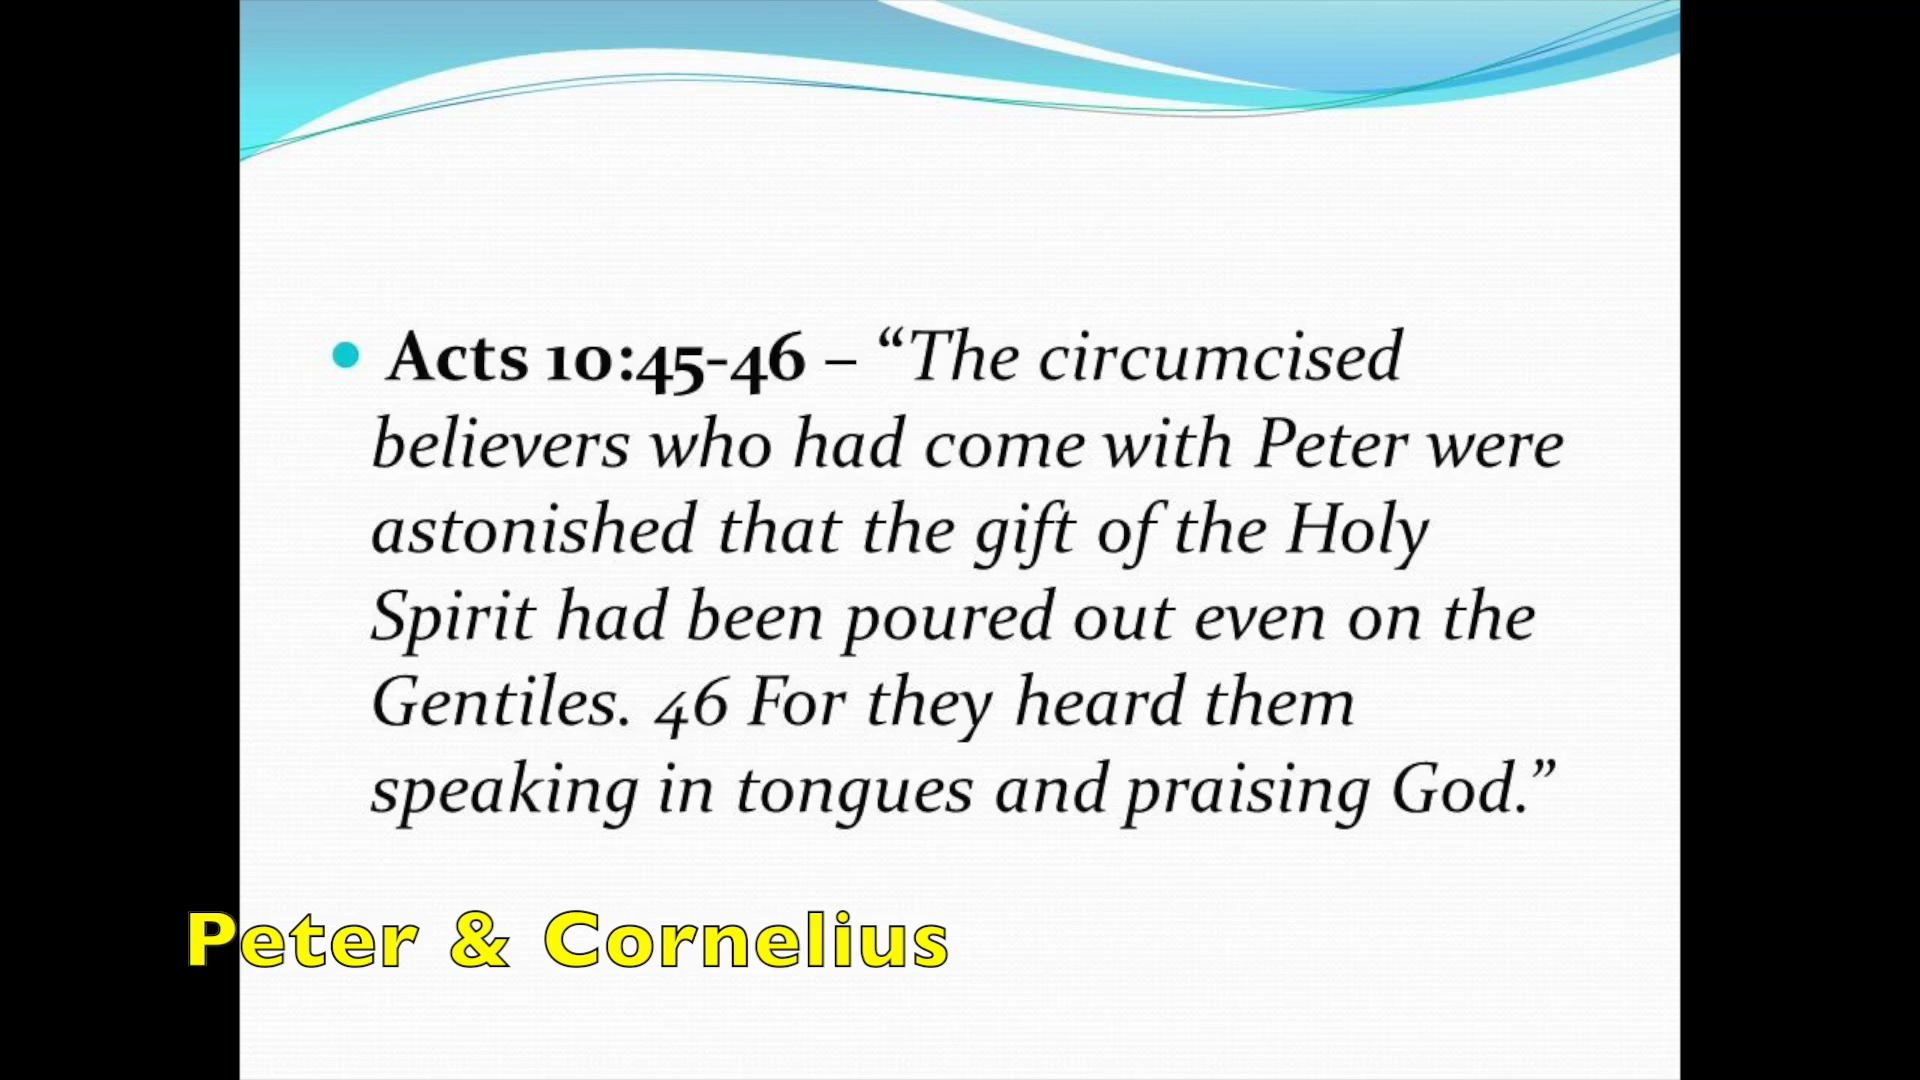 • Acts 10:45-46 – “The circumcised
believers who had come with Peter were
astonished that the gift of the Holy
Spirit had been poured out even on the
Gentiles. 46 For they heard them
speaking in tongues and praising God.”
Peter & Cornelius